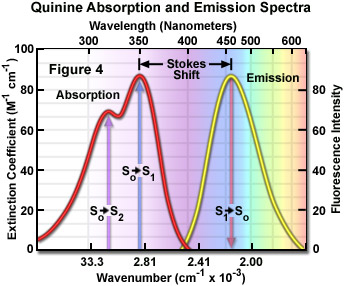 Quinine Absorption and Emission Spectra
Wavelength (Nanometers)
300 350 400 450 500 600
Extinction Coefficient (M⁻¹ cm⁻¹)
100
80
60
40
20
0
Figure 4
Stokes
Shift
Absorption
Emission
S₀ S₁
S₀ S₂
S₁ S₀
80
60
40
20
0
Fluorescence Intensity
33.3 2.81 2.41 2.00
Wavenumber (cm⁻¹ x 10⁻³)